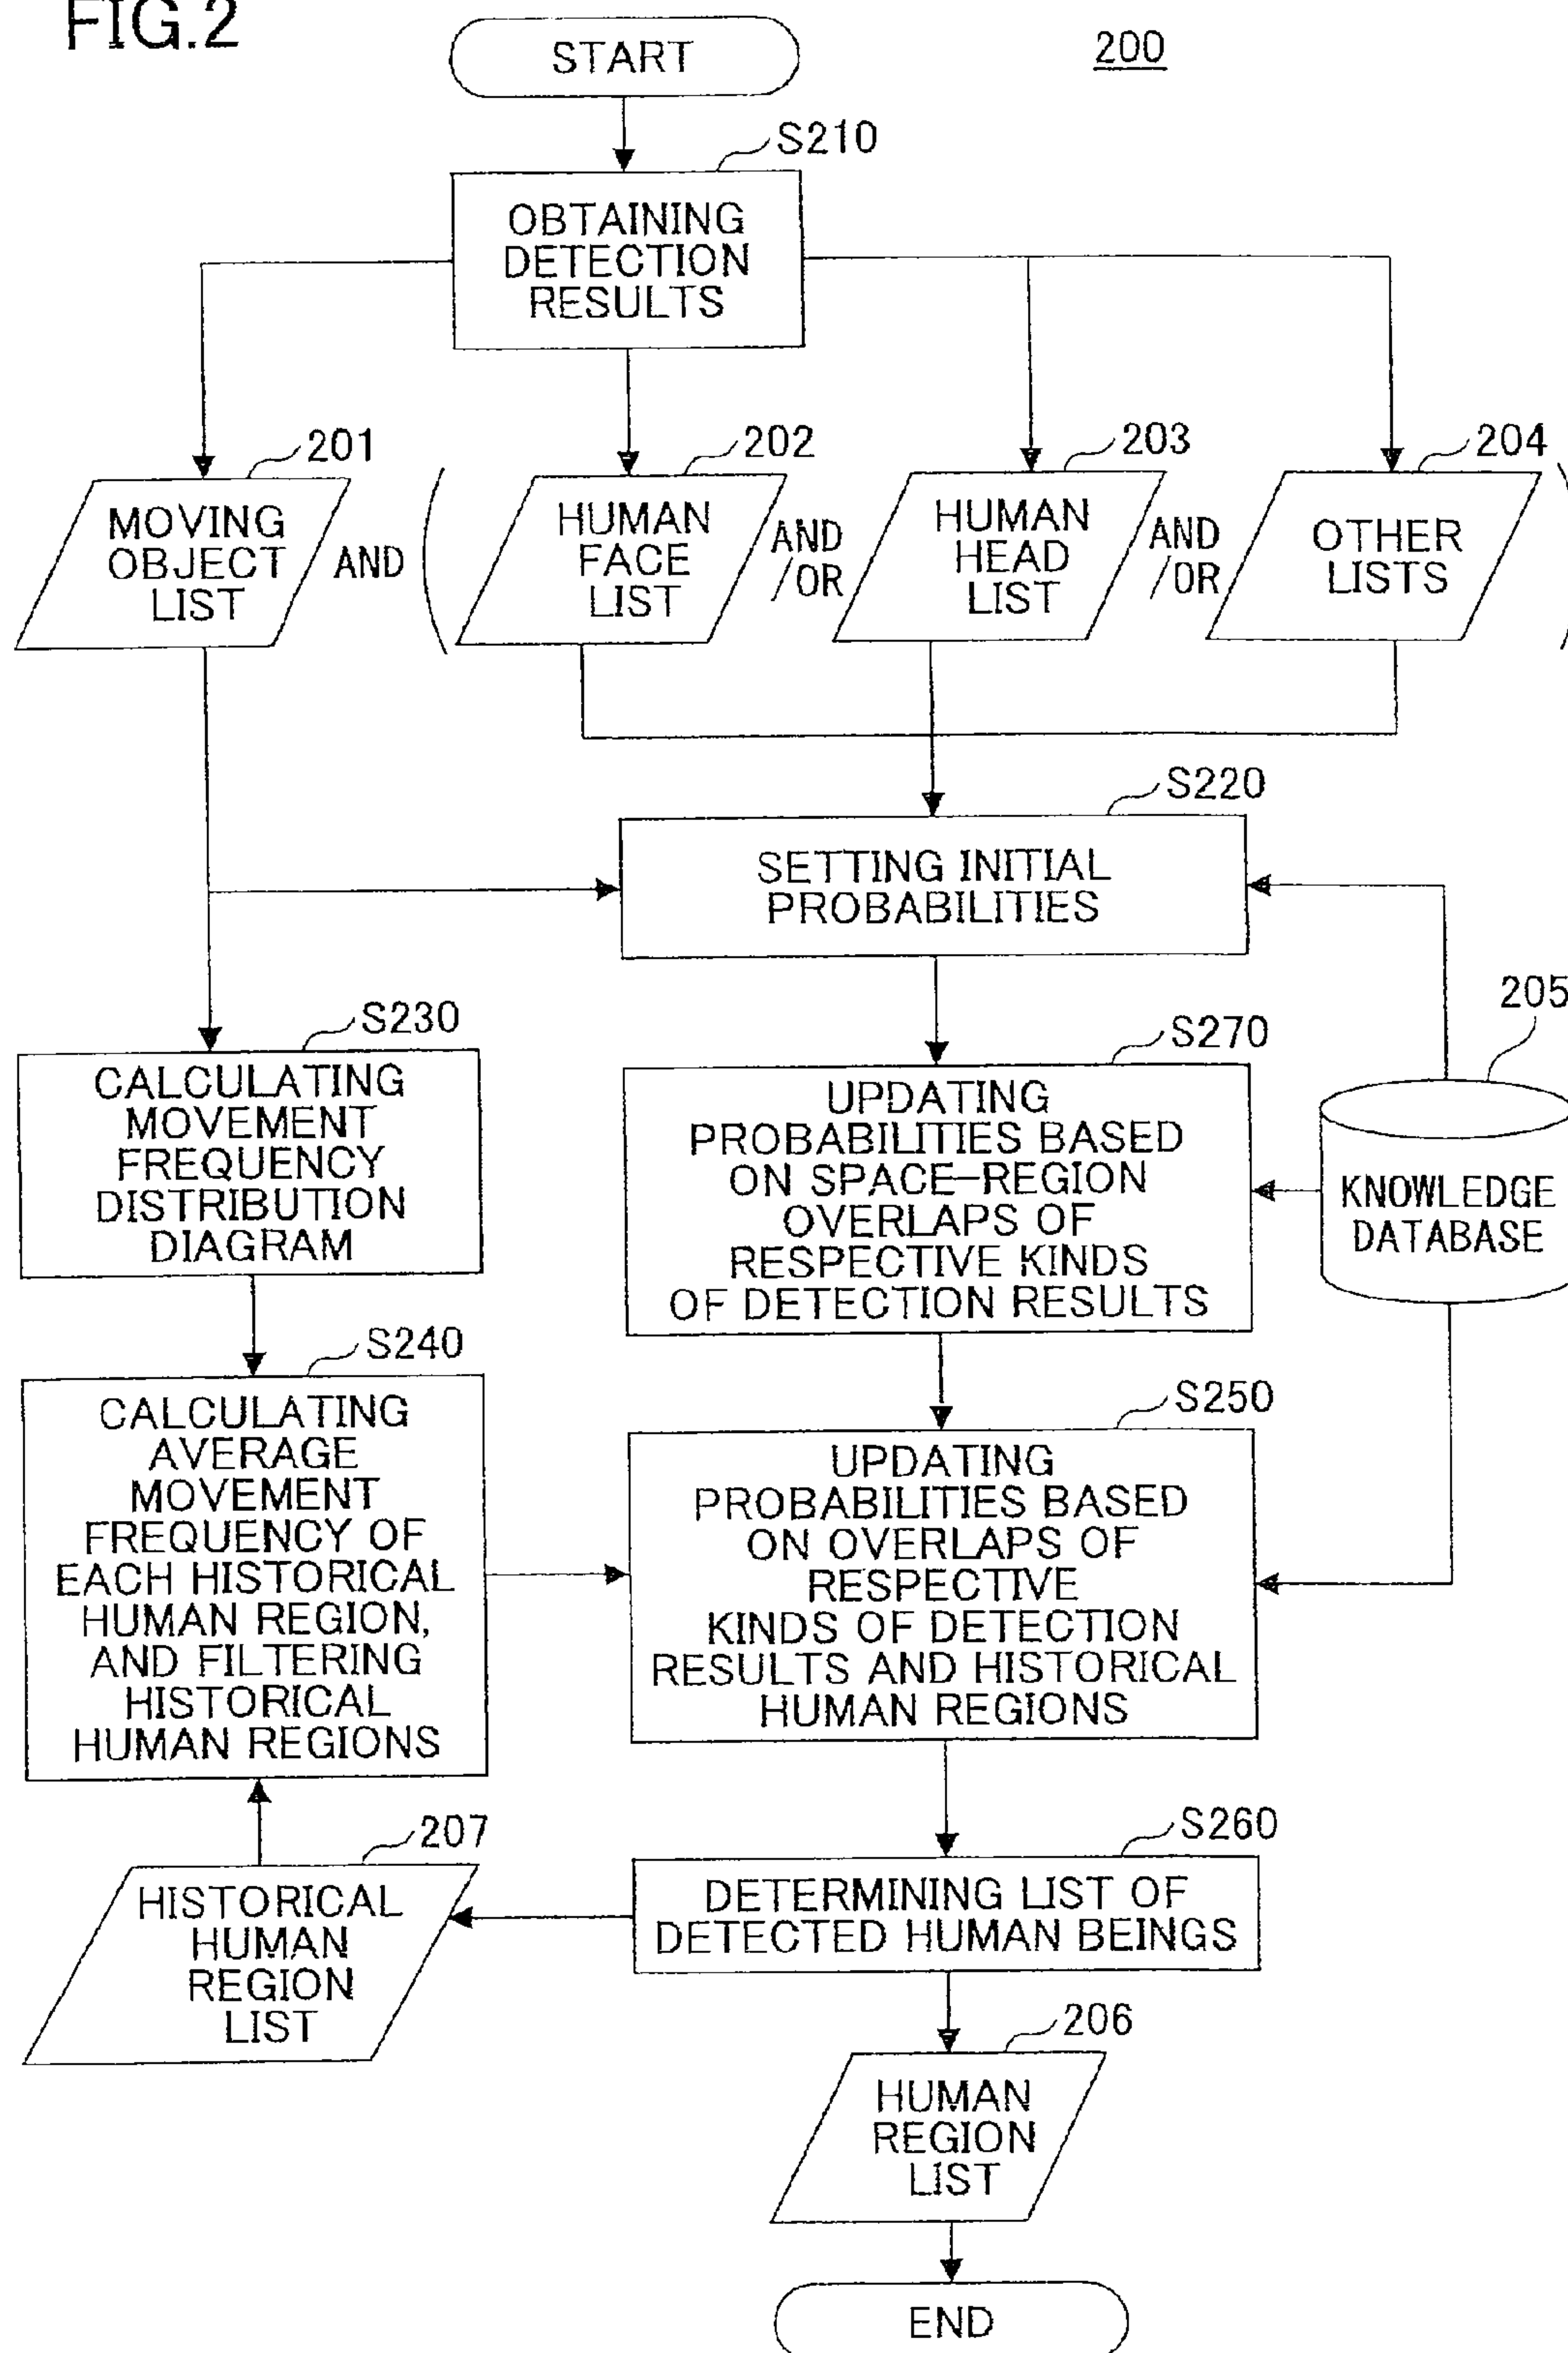 FIG.2
200
START
S210
OBTAINING
DETECTION
RESULTS
201
MOVING
OBJECT
LIST
AND
202
HUMAN
FACE
LIST
AND
/OR
203
HUMAN
HEAD
LIST
AND
/OR
204
OTHER
LISTS
S220
SETTING INITIAL
PROBABILITIES
205
KNOWLEDGE
DATABASE
S230
CALCULATING
MOVEMENT
FREQUENCY
DISTRIBUTION
DIAGRAM
S270
UPDATING
PROBABILITIES BASED
ON SPACE-REGION
OVERLAPS OF
RESPECTIVE KINDS
OF DETECTION RESULTS
S240
CALCULATING
AVERAGE
MOVEMENT
FREQUENCY OF
EACH HISTORICAL
HUMAN REGION,
AND FILTERING
HISTORICAL
HUMAN REGIONS
S250
UPDATING
PROBABILITIES BASED
ON OVERLAPS OF
RESPECTIVE
KINDS OF DETECTION
RESULTS AND HISTORICAL
HUMAN REGIONS
207
HISTORICAL
HUMAN
REGION
LIST
S260
DETERMINING LIST OF
DETECTED HUMAN BEINGS
206
HUMAN
REGION
LIST
END